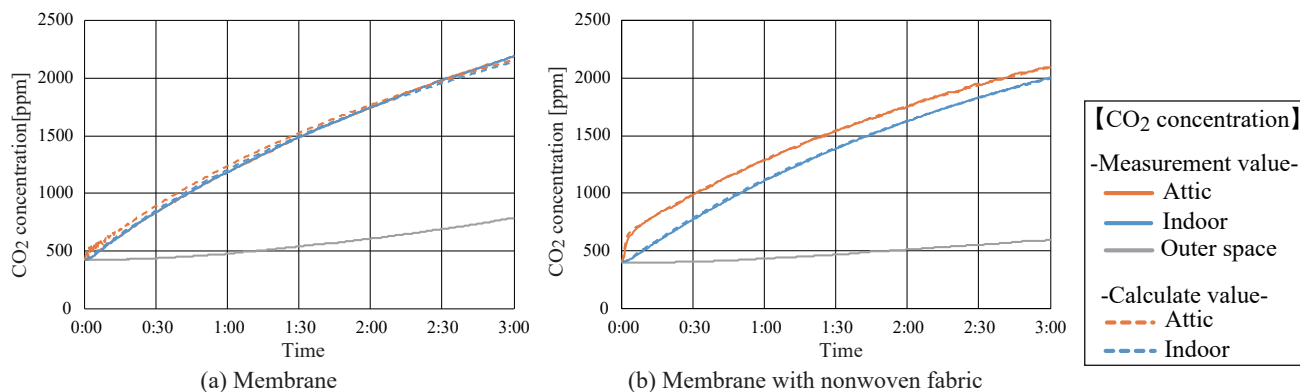 2500
2000
1500
1000
500
0
CO2 concentration[ppm]
0:00 0:30 1:00 1:30 2:00 2:30 3:00
Time
(a) Membrane
2500
2000
1500
1000
500
0
CO2 concentration [ppm]
0:00 0:30 1:00 1:30 2:00 2:30 3:00
Time
(b) Membrane with nonwoven fabric
【CO2 concentration】
-Measurement value-
Attic
Indoor
Outer space
-Calculate value-
Attic
Indoor